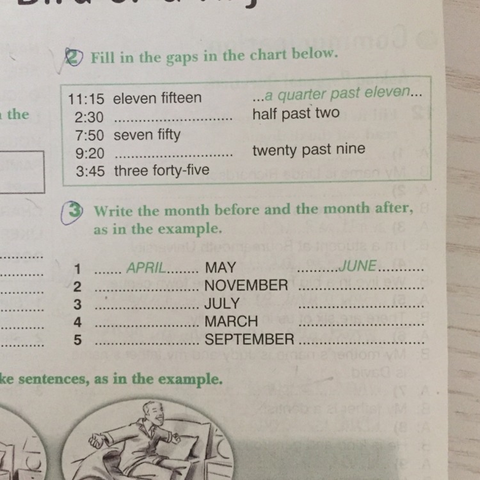 2 Fill in the gaps in the chart below.
11:15 eleven fifteen ...a quarter past eleven...
2:30 .............................. half past two
7:50 seven fifty
9:20 .............................. twenty past nine
3:45 three forty-five
the
3 Write the month before and the month after,
as in the example.
1 ....... APRIL........ MAY ..........JUNE..........
2 .............................. NOVEMBER ..............................
3 .............................. JULY ..............................
4 .............................. MARCH ..............................
5 .............................. SEPTEMBER ..............................
ke sentences, as in the example.